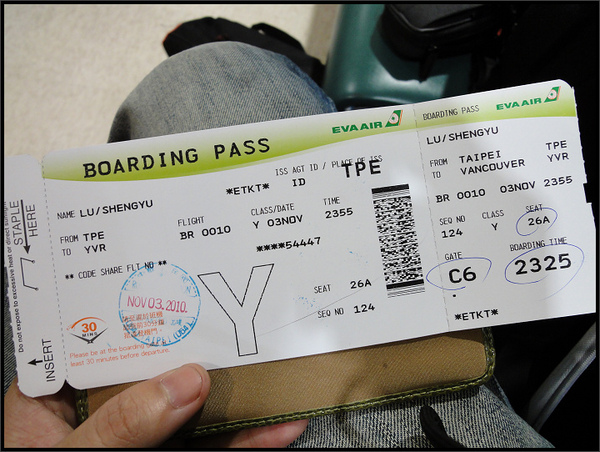 BOARDING PASS
EVA AIR
ISS AGT ID / PLACE OF ISS
*ETKT* ID TPE
NAME LU/SHENGYU
FLIGHT CLASS/DATE TIME
FROM TPE BR 0010 Y 03NOV 2355
TO YVR
****54447
** CODE SHARE FLT NO **
Y
SEAT 26A
SEQ NO 124
NOV 03.2010.
30
MINS
Please be at the boarding
least 30 minutes before departure.
STAPLE
HERE
INSERT
Do not expose to excessive heat or direct
BOARDING PASS
EVA AIR
LU/SHENGYU
FROM TAIPEI TPE
TO VANCOUVER YVR
BR 0010 03NOV 2355
SEQ NO CLASS SEAT
124 Y 26A
GATE BOARDING TIME
C6 2325
*ETKT*